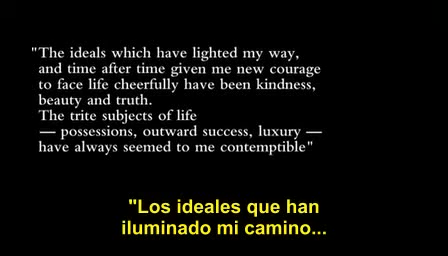 "The ideals which have lighted my way,
and time after time given me new courage
to face life cheerfully have been kindness,
beauty and truth.
The trite subjects of life
— possessions, outward success, luxury —
have always seemed to me contemptible"
"Los ideales que han
iluminado mi camino...